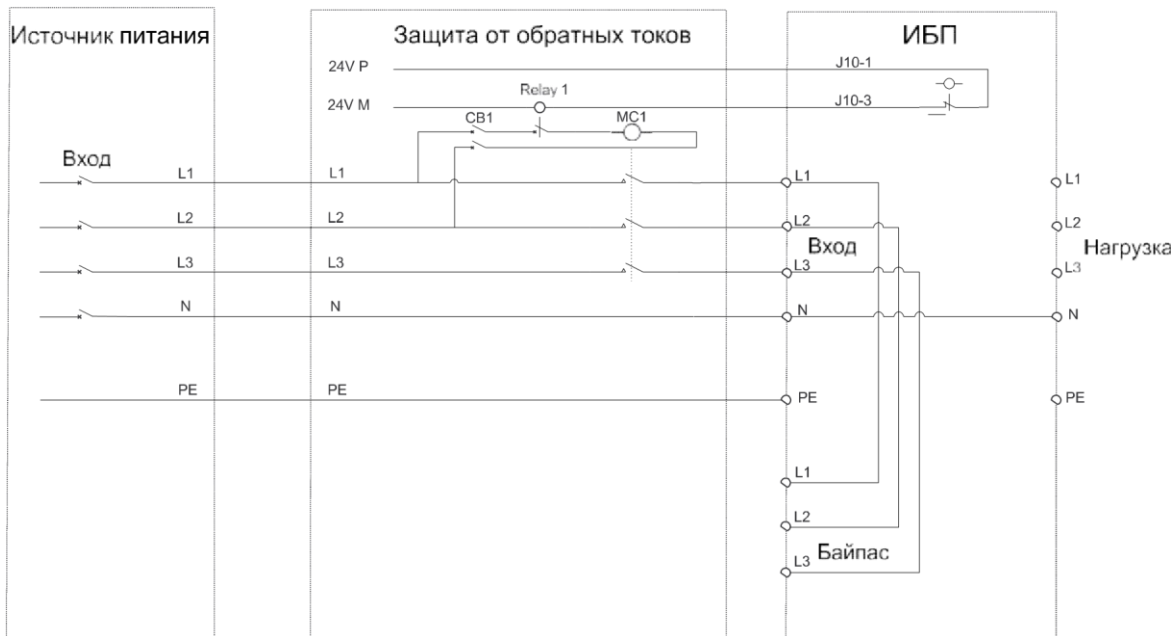 Источник питания
Защита от обратных токов
ИБП
24V P
J10-1
Relay 1
24V M
J10-3
CB1
MC1
Вход
L1
L1
L1
L1
L2
L2
L2
L2
Вход
Нагрузка
L3
L3
L3
L3
N
N
N
N
PE
PE
PE
PE
L1
L2
L3
Байпас